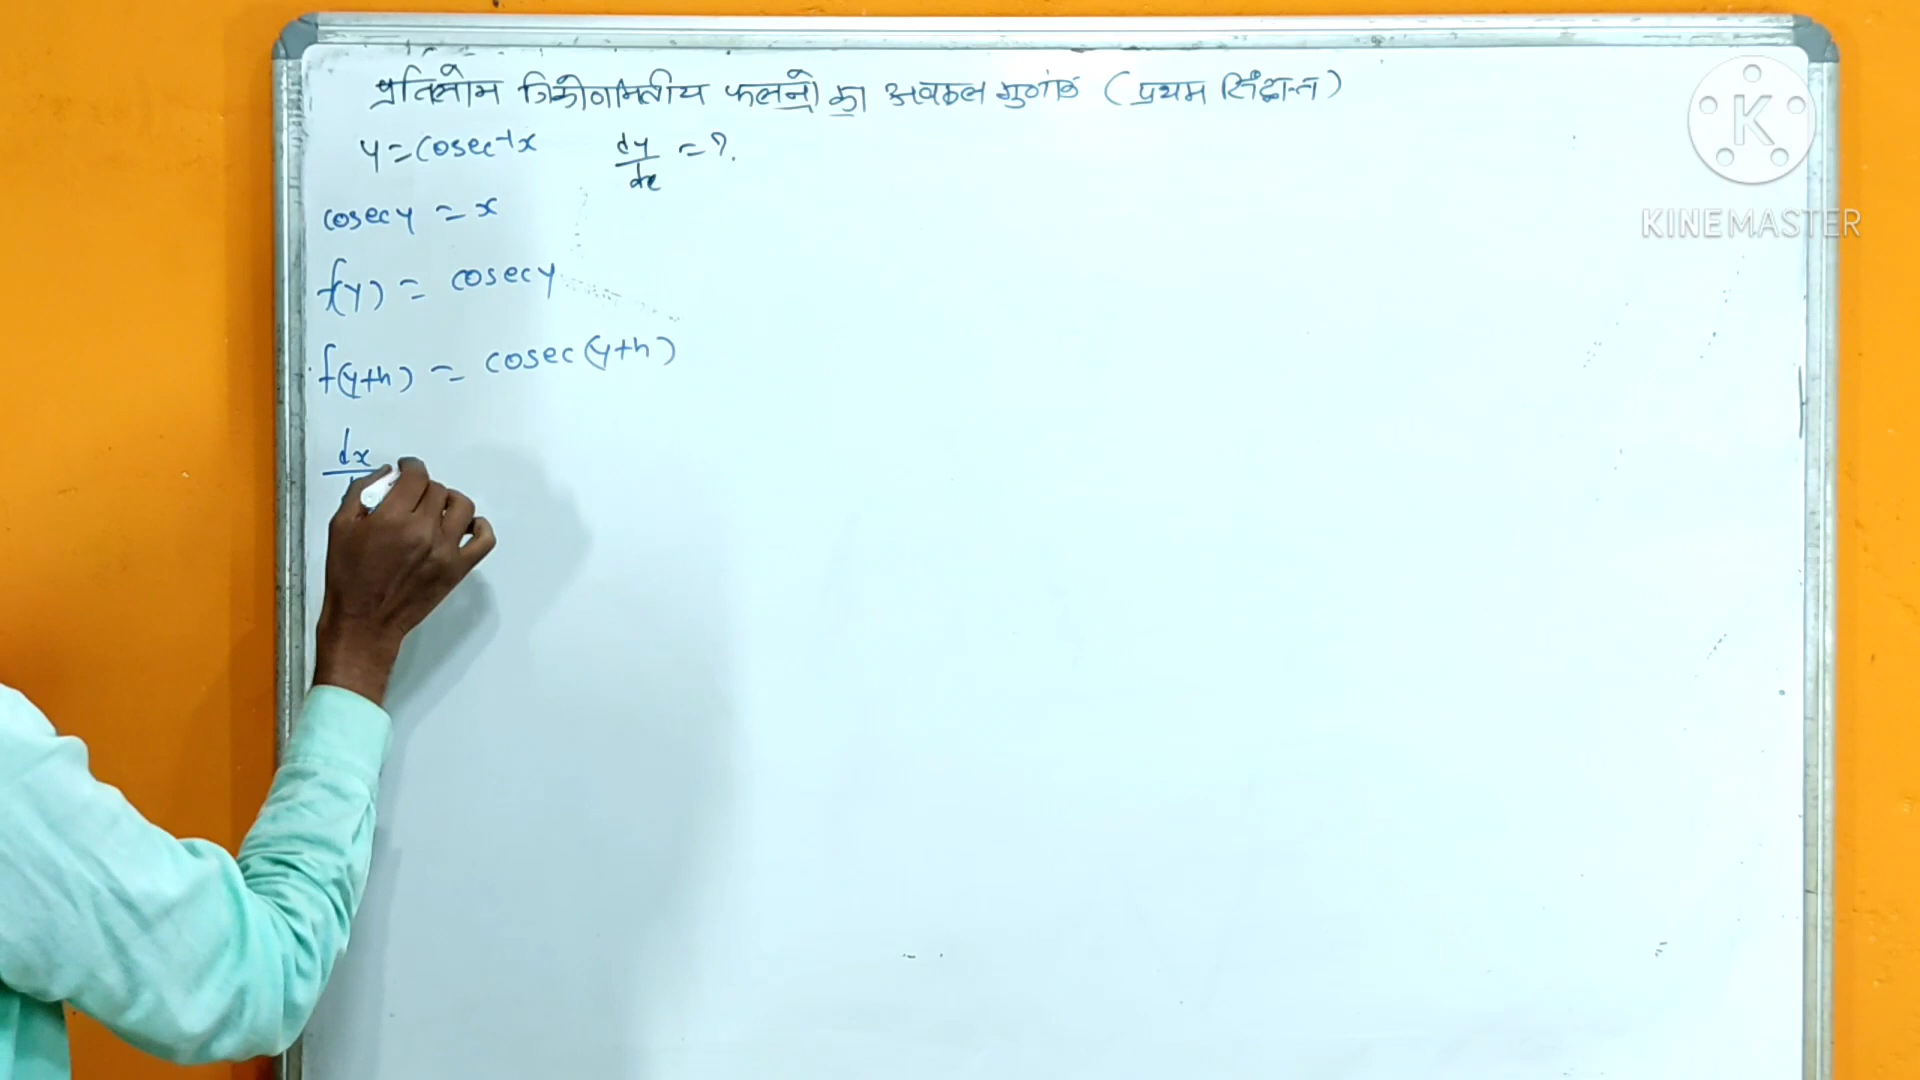 प्रतिलोम त्रिकोणमितीय फलनो का अवकल गुणांक (प्रथम सिद्धान्त)
y = cosec⁻¹x dy/dx = ?
cosec y = x
f(y) = cosec y
f(y+h) = cosec (y+h)
dx
K
KINEMASTER